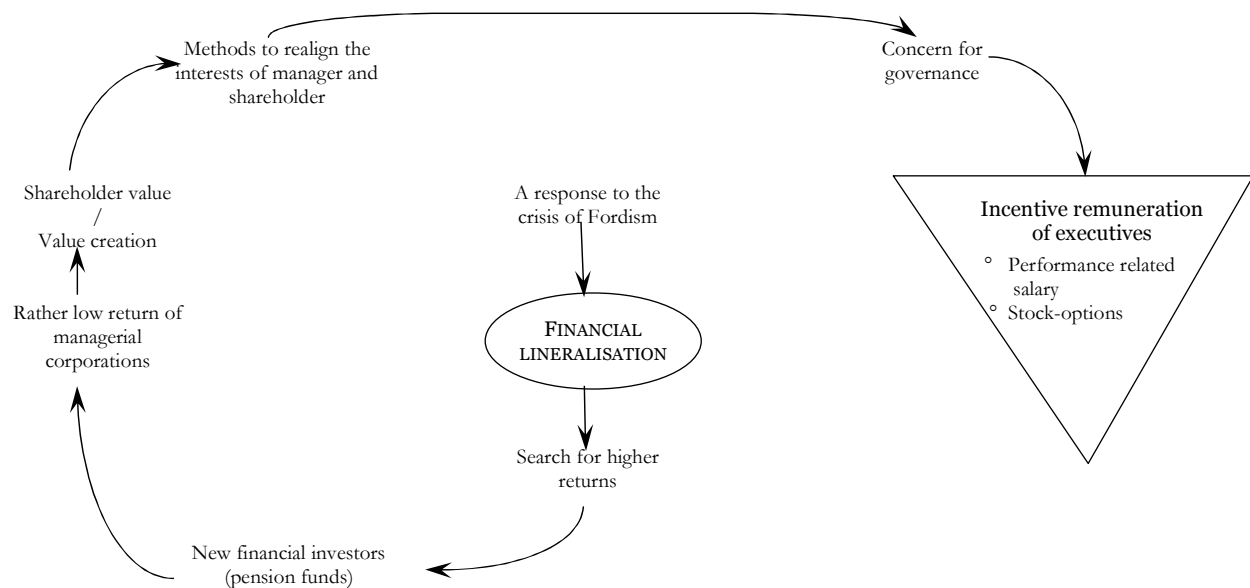 Methods to realign the
interests of manager and
shareholder
Concern for
governance
Shareholder value
/
Value creation
A response to the
crisis of Fordism
Incentive remuneration
of executives
° Performance related
salary
° Stock-options
Rather low return of
managerial
corporations
FINANCIAL
LINERALISATION
Search for higher
returns
New financial investors
(pension funds)